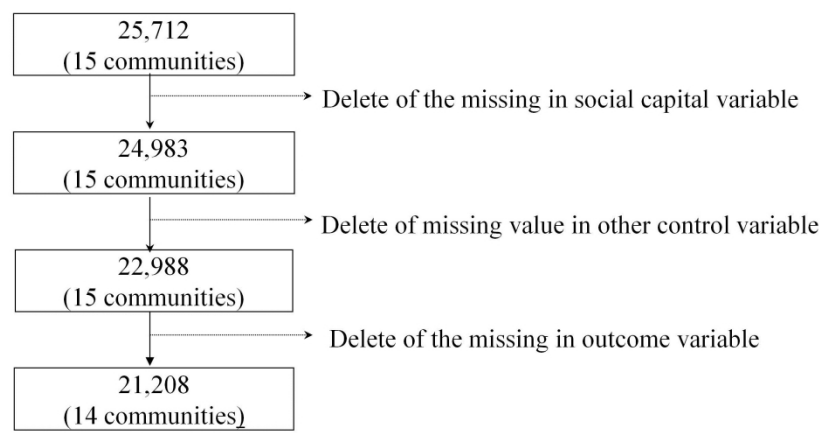 25,712
(15 communities)
Delete of the missing in social capital variable
24,983
(15 communities)
Delete of missing value in other control variable
22,988
(15 communities)
Delete of the missing in outcome variable
21,208
(14 communities)